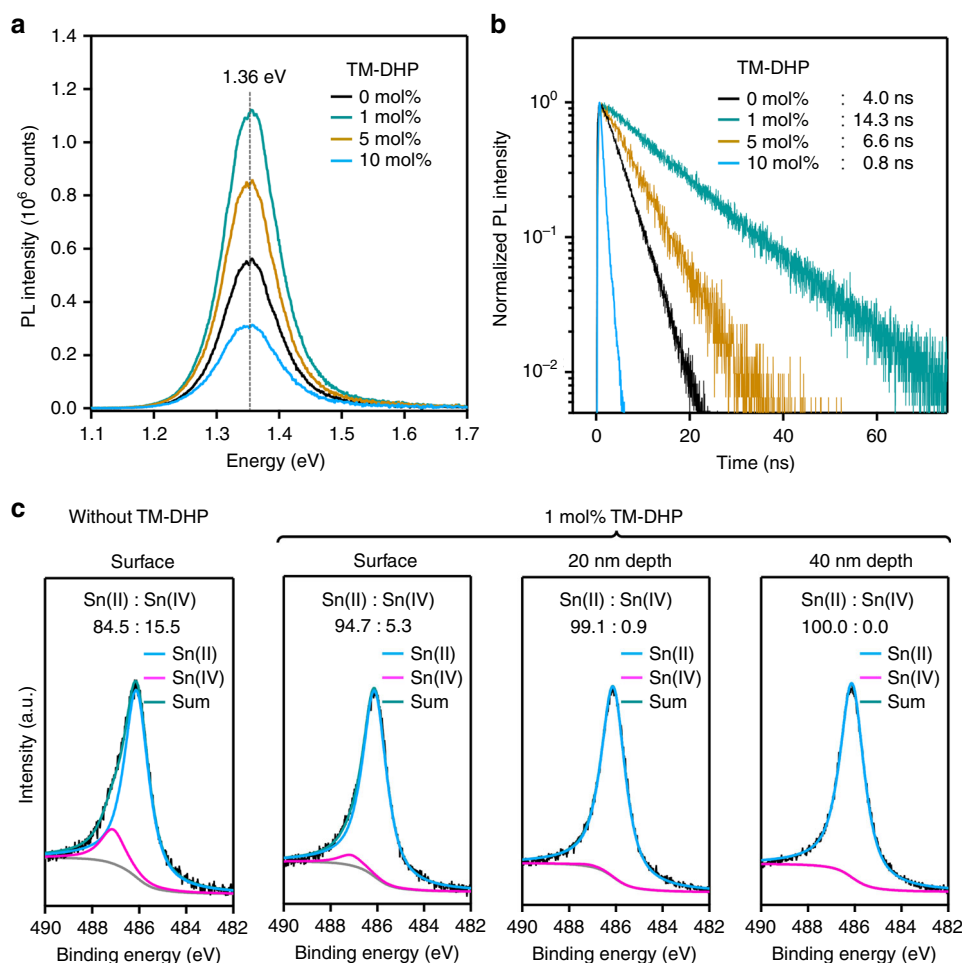 a
PL intensity (10⁶ counts)
1.4
1.2
1.0
0.8
0.6
0.4
0.2
0.0
1.36 eV
TM-DHP
0 mol%
1 mol%
5 mol%
10 mol%
1.1 1.2 1.3 1.4 1.5 1.6 1.7
Energy (eV)
b
Normalized PL intensity
10⁰
10⁻¹
10⁻²
TM-DHP
0 mol% : 4.0 ns
1 mol% : 14.3 ns
5 mol% : 6.6 ns
10 mol% : 0.8 ns
0 20 40 60
Time (ns)
c
Without TM-DHP
1 mol% TM-DHP
Intensity (a.u.)
Surface
Sn(II) : Sn(IV)
84.5 : 15.5
Sn(II)
Sn(IV)
Sum
490 488 486 484 482
Binding energy (eV)
Surface
Sn(II) : Sn(IV)
94.7 : 5.3
Sn(II)
Sn(IV)
Sum
490 488 486 484 482
Binding energy (eV)
20 nm depth
Sn(II) : Sn(IV)
99.1 : 0.9
Sn(II)
Sn(IV)
Sum
490 488 486 484 482
Binding energy (eV)
40 nm depth
Sn(II) : Sn(IV)
100.0 : 0.0
Sn(II)
Sn(IV)
Sum
490 488 486 484 482
Binding energy (eV)